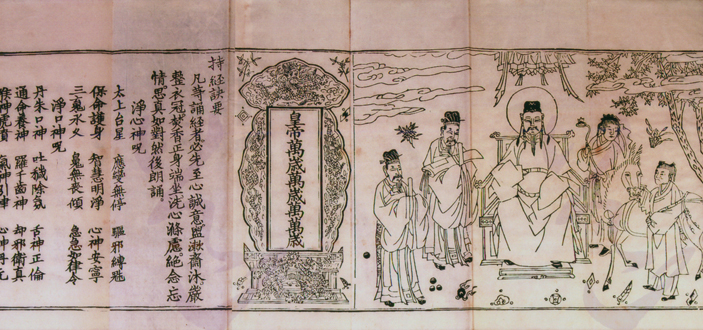 皇帝萬歲萬歲萬萬歲
持經訣要
凡誦經者必先至心誠意盥漱齋沐嚴
整衣冠焚香正身端坐洗心滌慮絶念忘
情思真如對然後朗誦
淨心神呪
太上台星 應變無停 驅邪縛魅
保命護身 智慧明淨 心神安寧
三魂永久 魄無喪傾 急急如律令
淨口神呪
丹朱口神 吐穢除氛 舌神正倫
通命養神 羅千齒神 却邪衛真
喉神虎賁 氣神引津 心神丹元